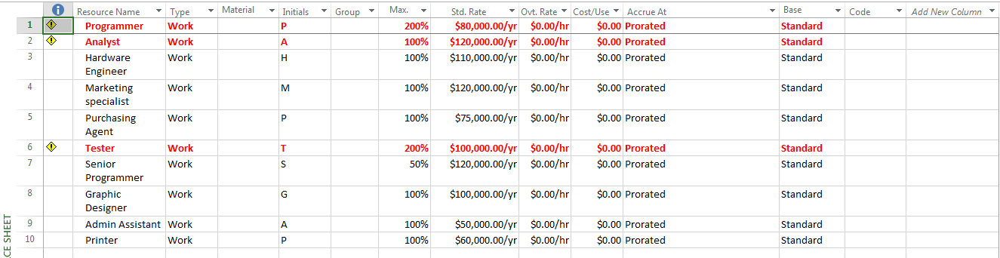 Resource Name Type Material Initials Group Max. Std. Rate Ovt. Rate Cost/Use Accrue At Base Code Add New Column
1 Programmer Work P 200% $80,000.00/yr $0.00/hr $0.00 Prorated Standard
2 Analyst Work A 100% $120,000.00/yr $0.00/hr $0.00 Prorated Standard
3 Hardware Work H 100% $110,000.00/yr $0.00/hr $0.00 Prorated Standard
Engineer
4 Marketing Work M 100% $120,000.00/yr $0.00/hr $0.00 Prorated Standard
specialist
5 Purchasing Work P 100% $75,000.00/yr $0.00/hr $0.00 Prorated Standard
Agent
6 Tester Work T 200% $100,000.00/yr $0.00/hr $0.00 Prorated Standard
7 Senior Work S 50% $120,000.00/yr $0.00/hr $0.00 Prorated Standard
Programmer
8 Graphic Work G 100% $100,000.00/yr $0.00/hr $0.00 Prorated Standard
Designer
9 Admin Assistant Work A 100% $50,000.00/yr $0.00/hr $0.00 Prorated Standard
10 Printer Work P 100% $60,000.00/yr $0.00/hr $0.00 Prorated Standard
CE SHEET